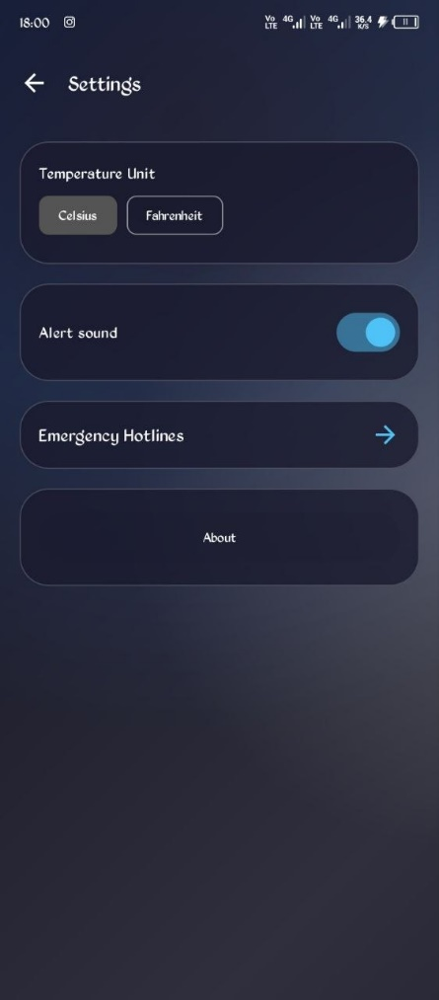 18:00 Vo LTE 4G Vo LTE 4G 36.4 K/S 11
Settings
Temperature Unit
Celsius Fahrenheit
Alert sound
Emergency Hotlines
About